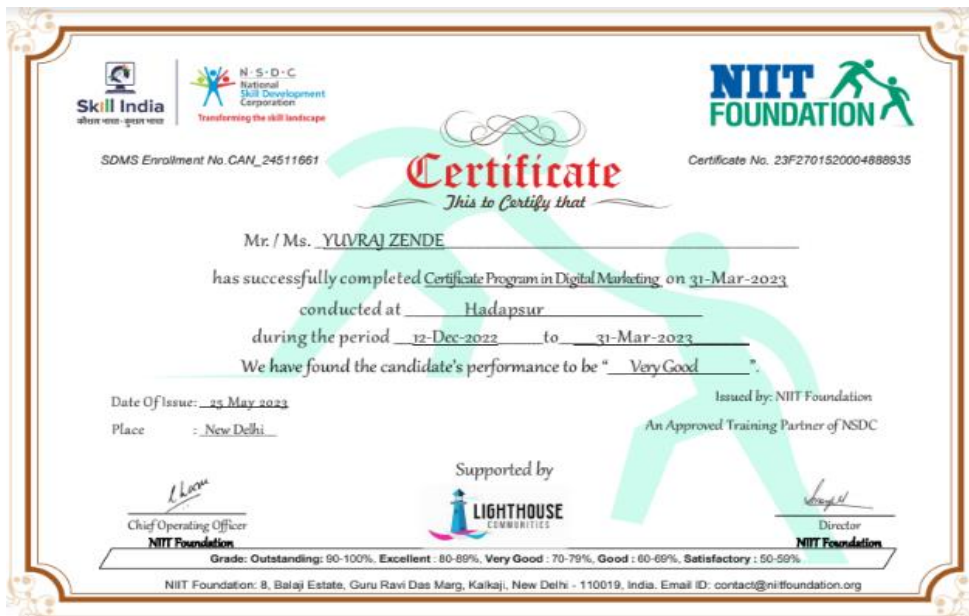 Skill India
कौशल भारत - कुशल भारत
N·S·D·C
National
Skill Development
Corporation
Transforming the skill landscape
NIIT
FOUNDATION
SDMS Enrollment No.CAN_24511661
Certificate No. 23F2701520004888935
Certificate
This to Certify that
Mr. / Ms. YUVRAJ ZENDE
has successfully completed Certificate Program in Digital Marketing on 31-Mar-2023
conducted at Hadapsur
during the period 12-Dec-2022 to 31-Mar-2023
We have found the candidate's performance to be " Very Good ".
Date Of Issue: 25 May 2023
Issued by: NIIT Foundation
Place : New Delhi
An Approved Training Partner of NSDC
Supported by
LIGHTHOUSE
COMMUNITIES
Chief Operating Officer
NIIT Foundation
Director
NIIT Foundation
Grade: Outstanding: 90-100%, Excellent : 80-89%, Very Good : 70-79%, Good : 60-69%, Satisfactory : 50-59%
NIIT Foundation: 8, Balaji Estate, Guru Ravi Das Marg, Kalkaji, New Delhi - 110019, India. Email ID: contact@niitfoundation.org